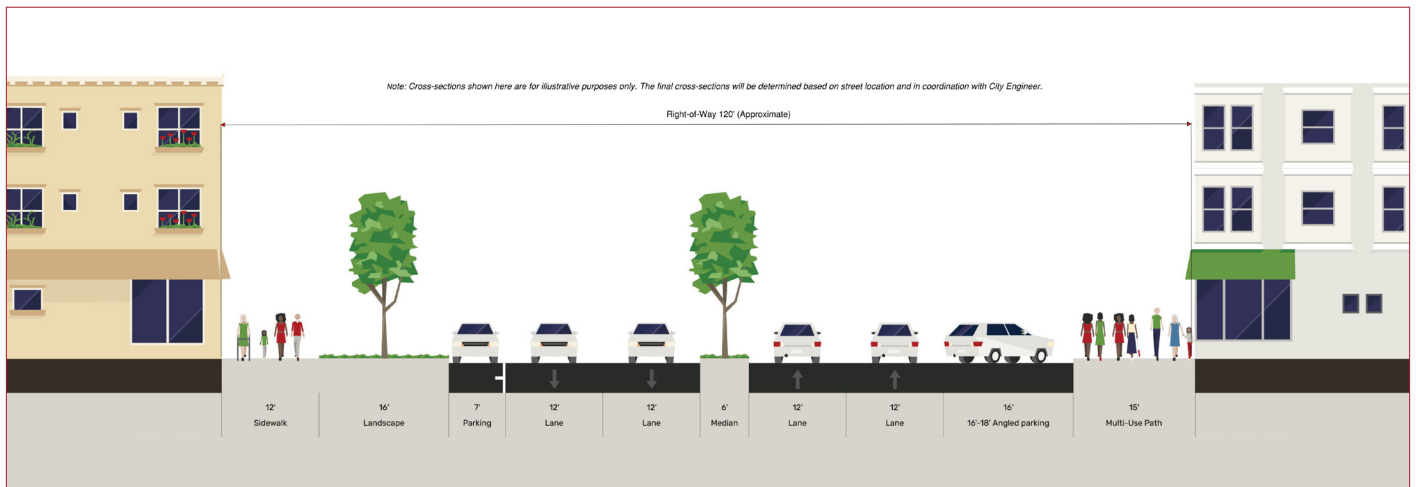 Note: Cross-sections shown here are for illustrative purposes only. The final cross-sections will be determined based on street location and in coordination with City Engineer.
Right-of-Way 120' (Approximate)
12' 16' 7' 12' 12' 6' 12' 12' 16' 15'
Sidewalk Landscape Parking Lane Lane Median Lane Lane 16'-18' Angled parking Multi-Use Path